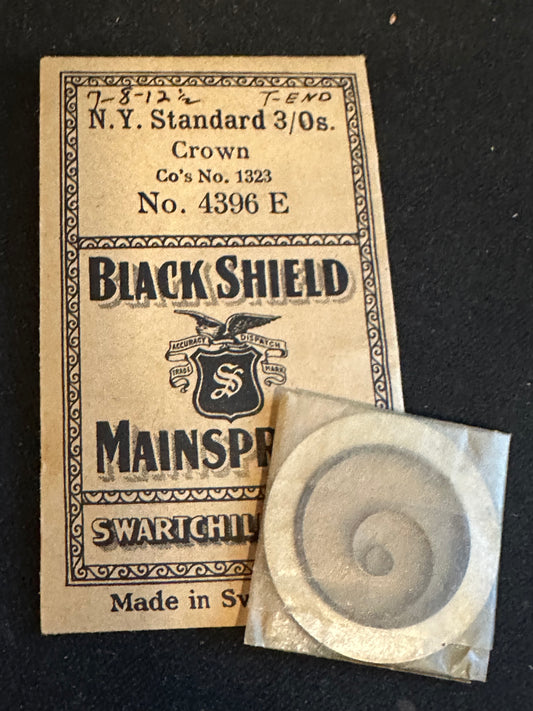 7-8-12½ T-END
N.Y. Standard 3/0s.
Crown
Co's No. 1323
No. 4396 E
BLACK SHIELD
ACCURACY DISPATCH
TRADE MARK
S
MAINSPR
SWARTCHIL
Made in Sw